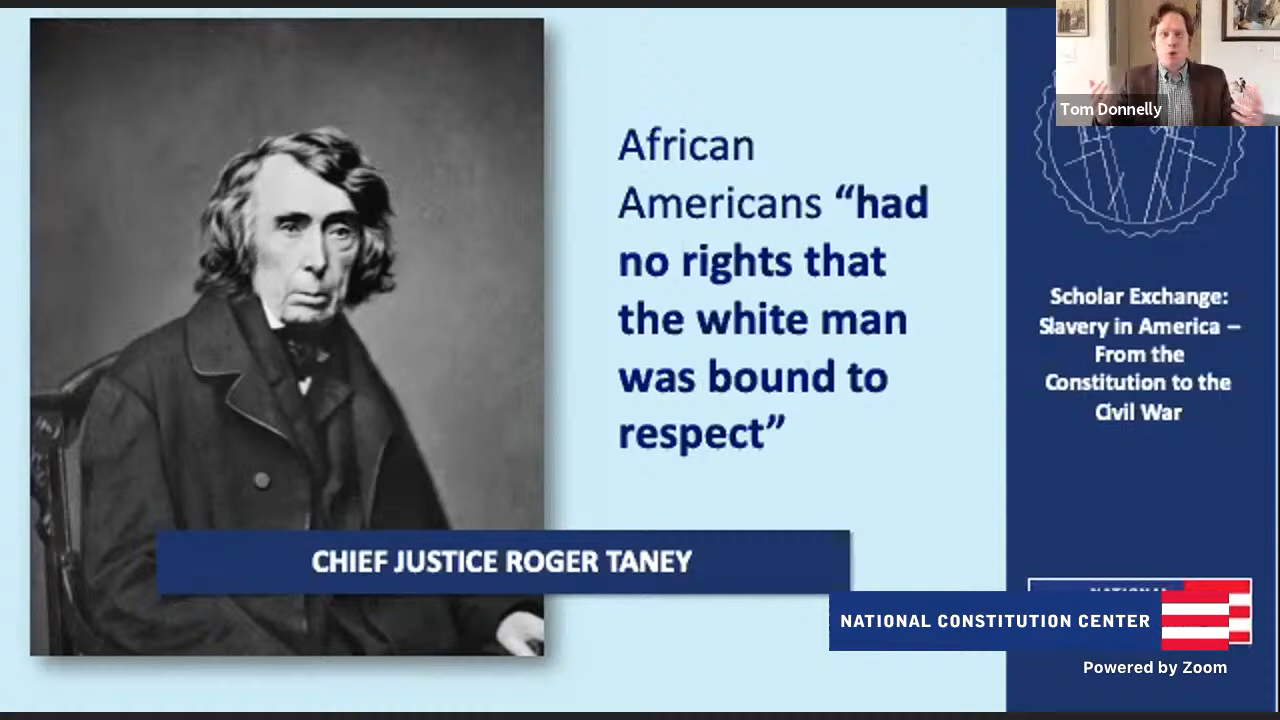 Tom Donnelly
African
Americans “had
no rights that
the white man
was bound to
respect”
CHIEF JUSTICE ROGER TANEY
Scholar Exchange:
Slavery in America –
From the
Constitution to the
Civil War
NATIONAL
NATIONAL CONSTITUTION CENTER
Powered by Zoom